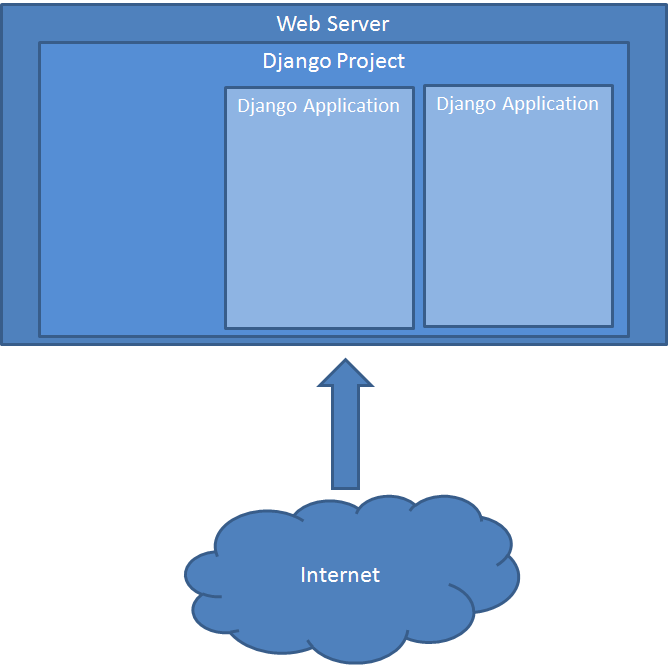 Web Server
Django Project
Django Application
Django Application
Internet